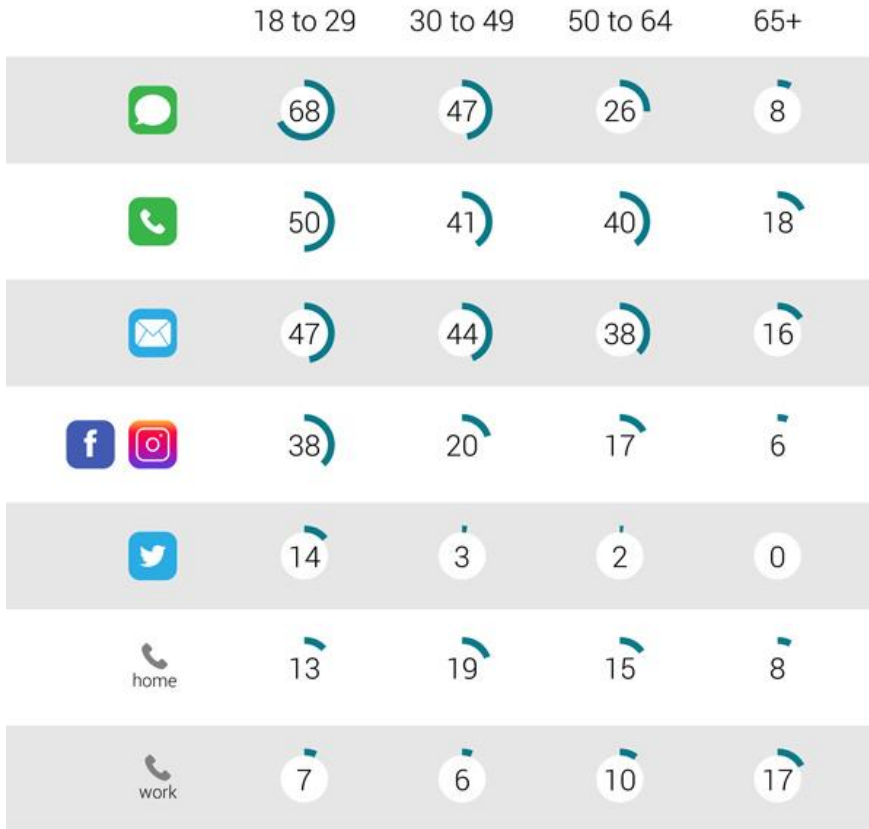 18 to 29 30 to 49 50 to 64 65+
68 47 26 8
50 41 40 18
47 44 38 16
f 38 20 17 6
14 3 2 0
home 13 19 15 8
work 7 6 10 17